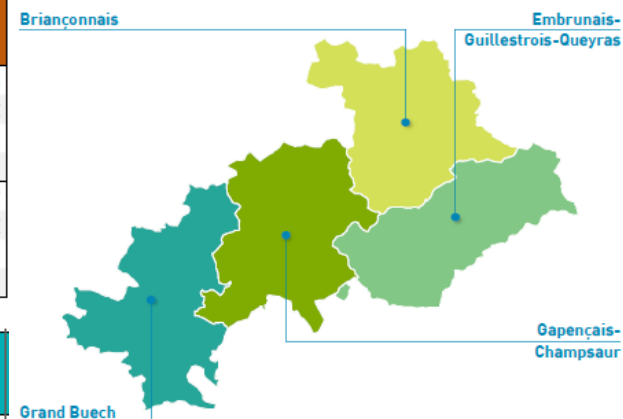 Briançonnais
Embrunais-
Guillestrois-Queyras
Gapençais-
Champsaur
Grand Buech